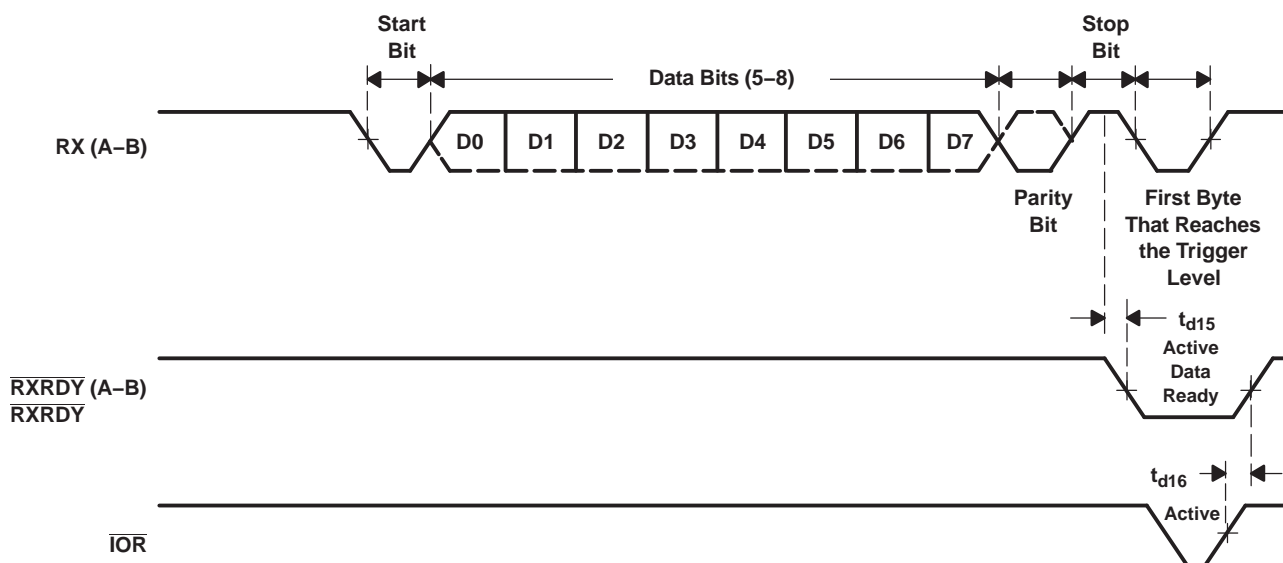 Start
Bit
Stop
Bit
Data Bits (5–8)
RX (A–B)
D0 D1 D2 D3 D4 D5 D6 D7
Parity
Bit
First Byte
That Reaches
the Trigger
Level
td15
Active
Data
Ready
RXRDY (A–B)
RXRDY
td16
Active
IOR